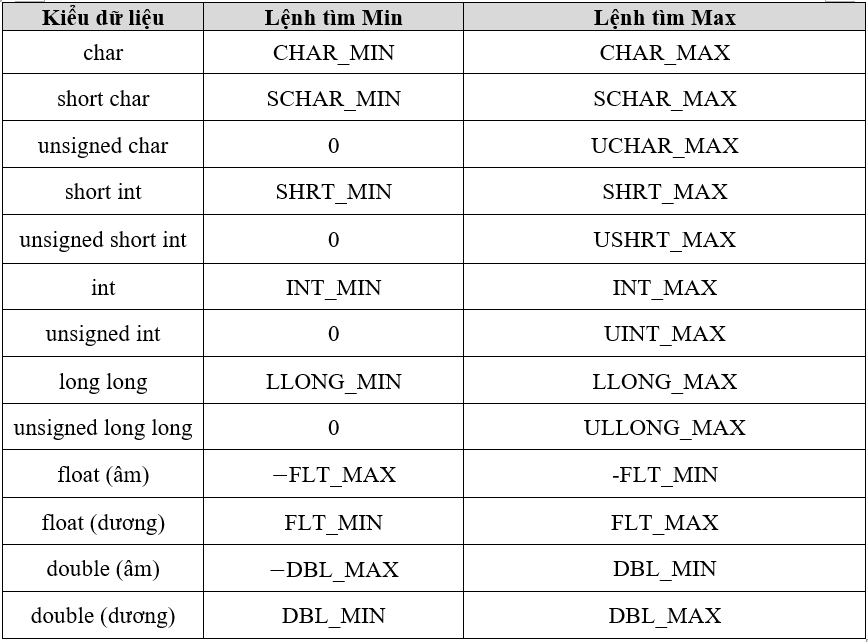 Kiểu dữ liệu Lệnh tìm Min Lệnh tìm Max
char CHAR_MIN CHAR_MAX
short char SCHAR_MIN SCHAR_MAX
unsigned char 0 UCHAR_MAX
short int SHRT_MIN SHRT_MAX
unsigned short int 0 USHRT_MAX
int INT_MIN INT_MAX
unsigned int 0 UINT_MAX
long long LLONG_MIN LLONG_MAX
unsigned long long 0 ULLONG_MAX
float (âm) −FLT_MAX -FLT_MIN
float (dương) FLT_MIN FLT_MAX
double (âm) −DBL_MAX DBL_MIN
double (dương) DBL_MIN DBL_MAX